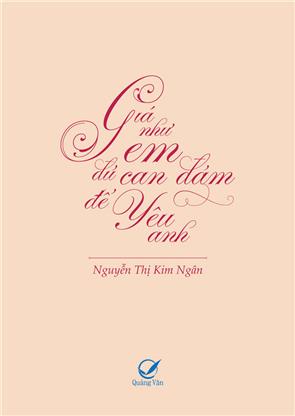 Giá
như
em
đủ can đảm
để Yêu
anh
Nguyễn Thị Kim Ngân
Quảng Văn